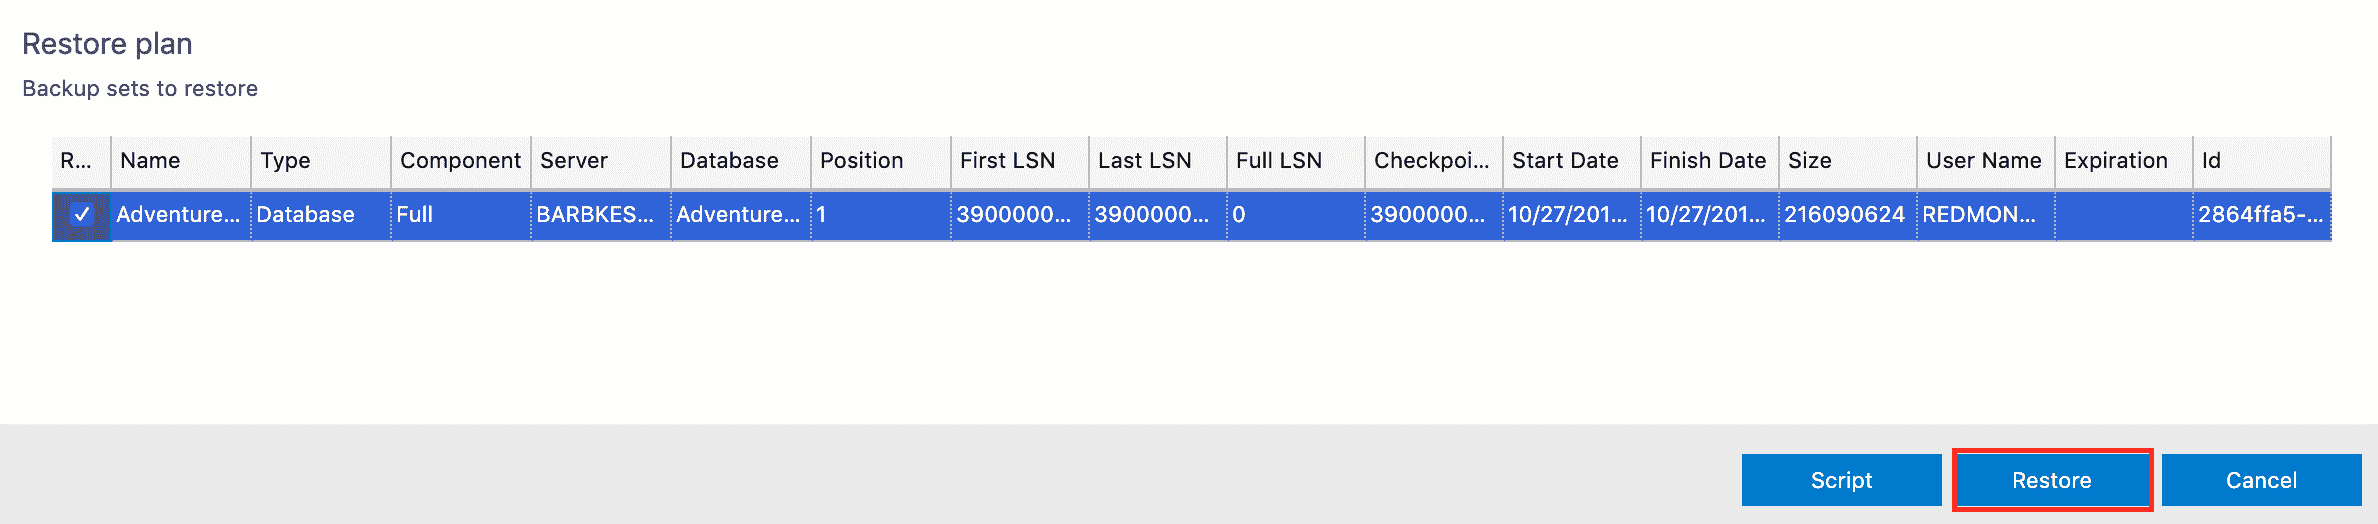 Restore plan
Backup sets to restore
R... Name Type Component Server Database Position First LSN Last LSN Full LSN Checkpoi... Start Date Finish Date Size User Name Expiration Id
Adventure... Database Full BARBKES... Adventure... 1 3900000... 3900000... 0 3900000... 10/27/201... 10/27/201... 216090624 REDMON... 2864ffa5-...
Script Restore Cancel